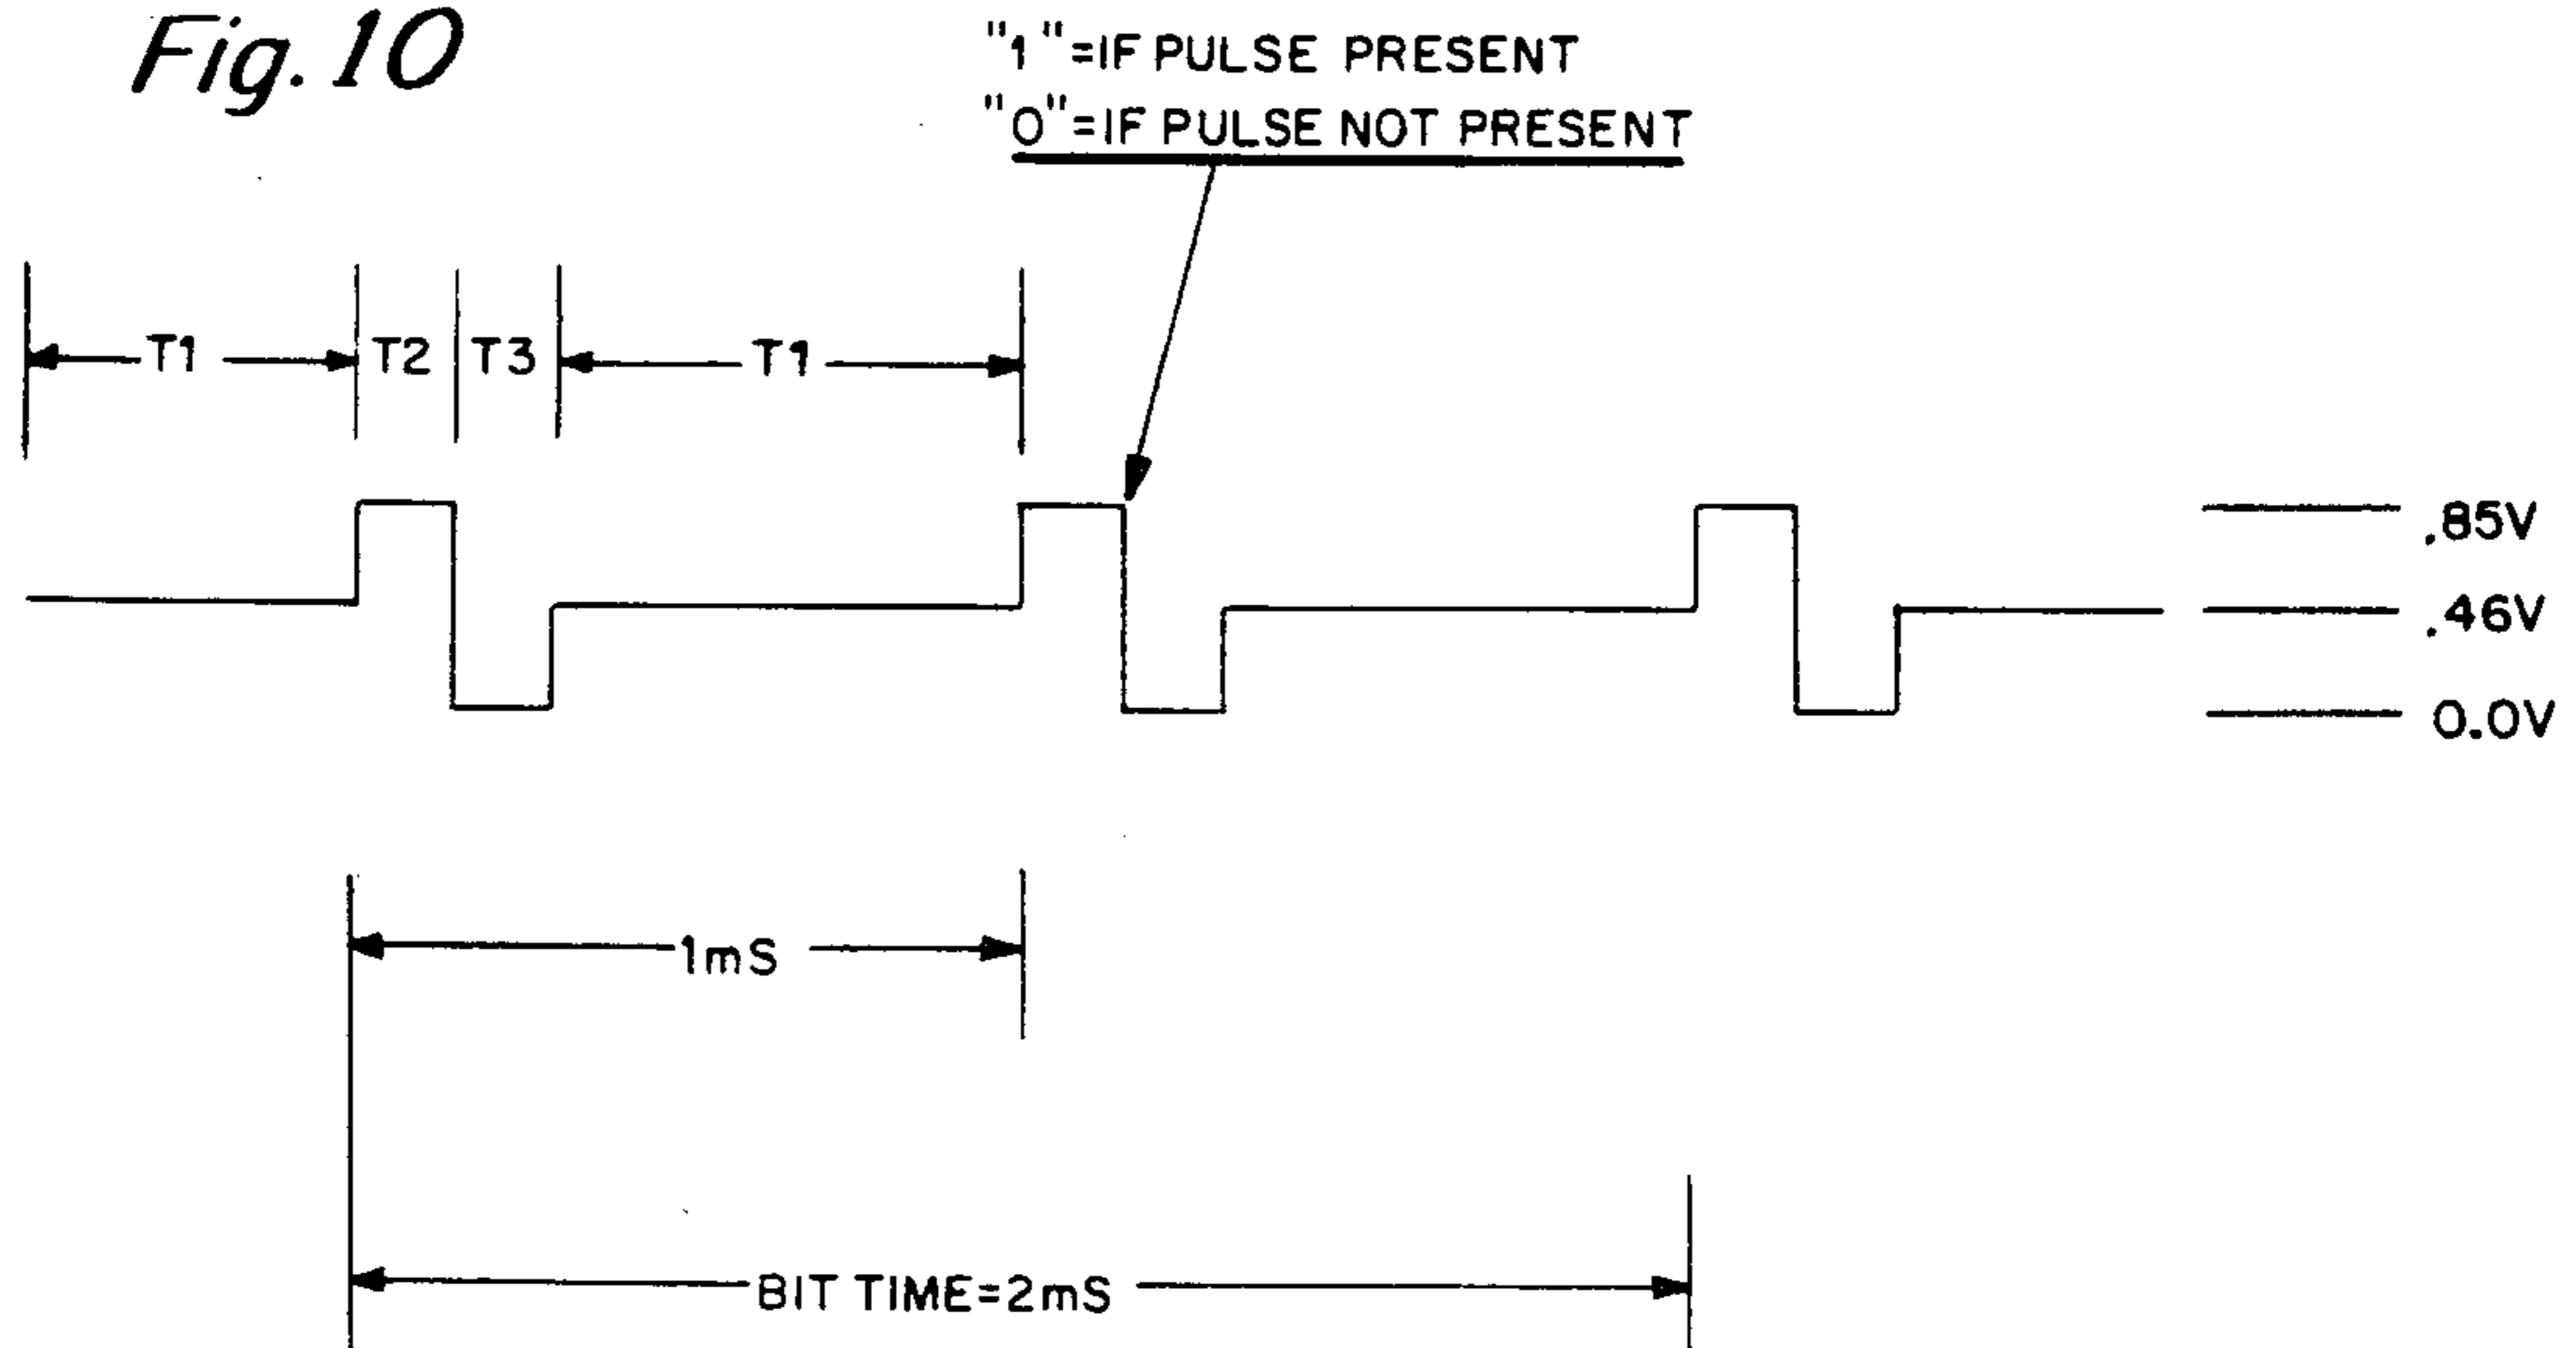 Fig. 10
"1"=IF PULSE PRESENT
"0"=IF PULSE NOT PRESENT
T1 T2 T3 T1
.85V
.46V
0.0V
1mS
BIT TIME=2mS